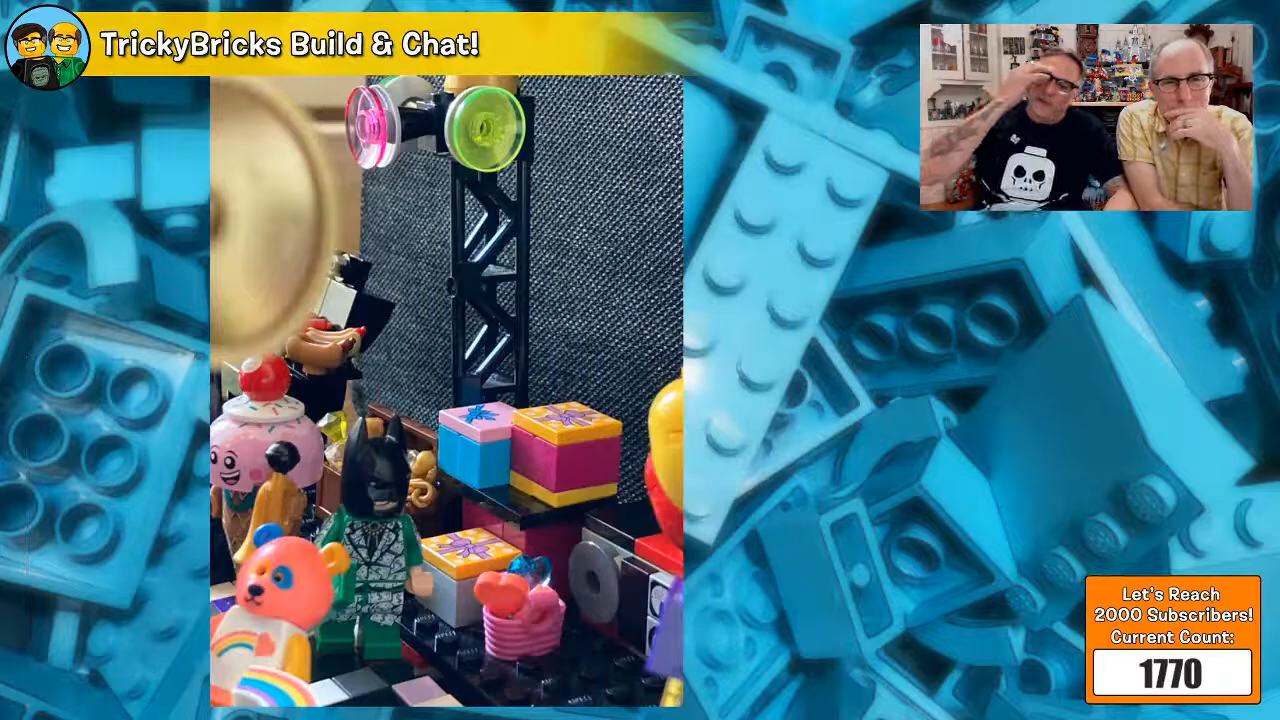 TrickyBricks Build & Chat!
Let's Reach
2000 Subscribers!
Current Count:
1770